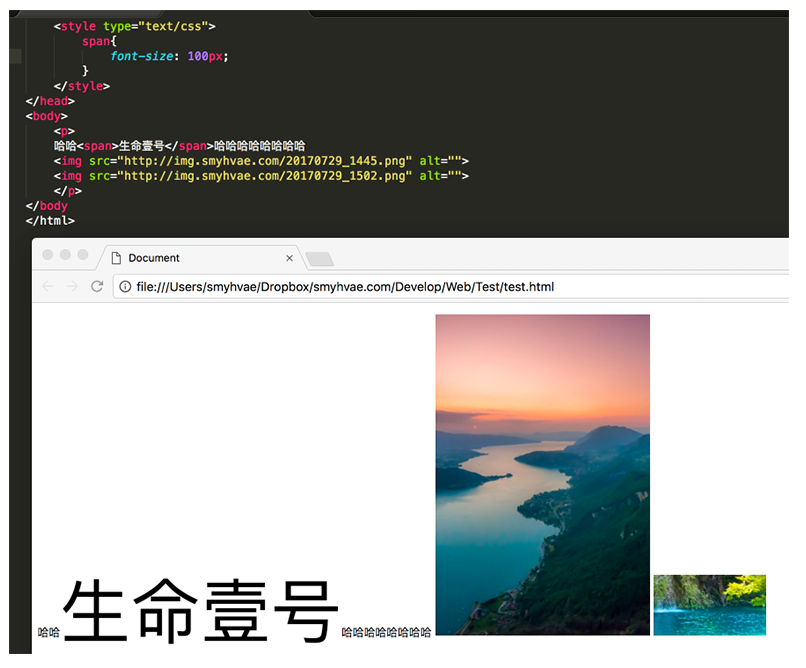 <style type="text/css">
span{
font-size: 100px;
}
</style>
</head>
<body>
<p>
哈哈<span>生命壹号</span>哈哈哈哈哈哈哈哈
<img src="http://img.smyhvae.com/20170729_1445.png" alt="">
<img src="http://img.smyhvae.com/20170729_1502.png" alt="">
</p>
</body
</html>
Document
file:///Users/smyhvae/Dropbox/smyhvae.com/Develop/Web/Test/test.html
哈哈生命壹号哈哈哈哈哈哈哈哈